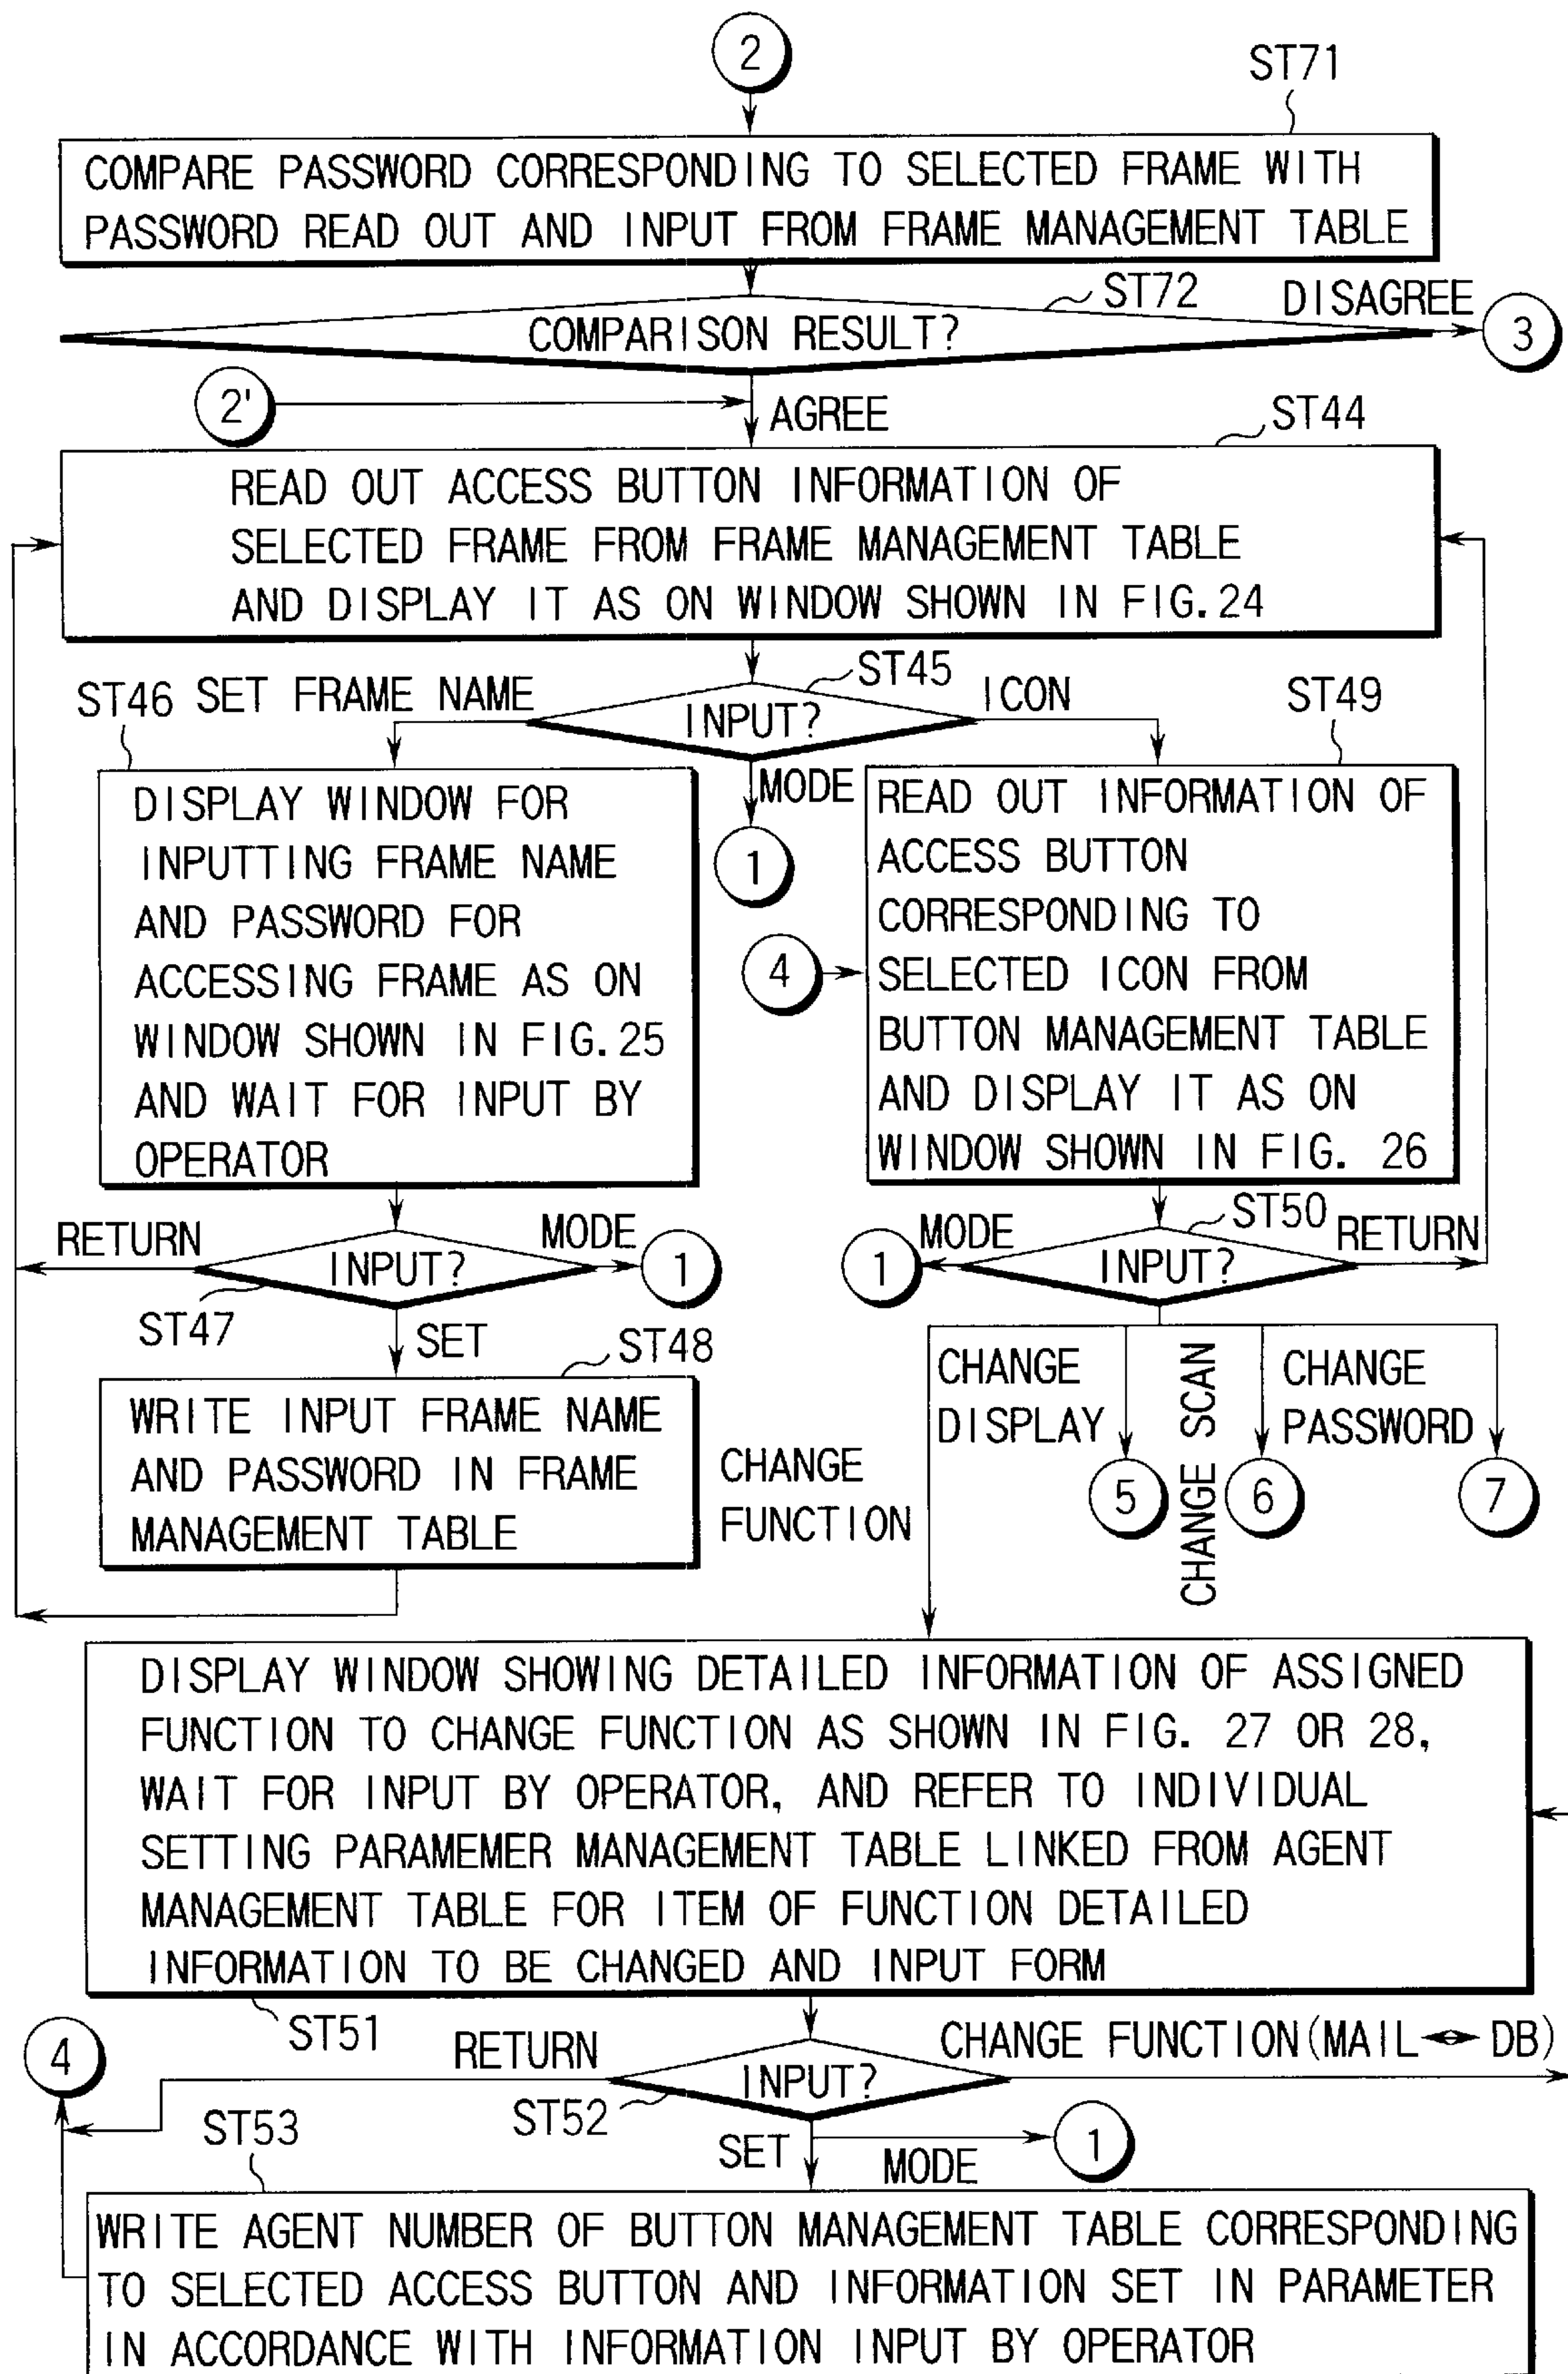 2
ST71
COMPARE PASSWORD CORRESPONDING TO SELECTED FRAME WITH
PASSWORD READ OUT AND INPUT FROM FRAME MANAGEMENT TABLE
ST72
DISAGREE
COMPARISON RESULT?
3
2'
AGREE
ST44
READ OUT ACCESS BUTTON INFORMATION OF
SELECTED FRAME FROM FRAME MANAGEMENT TABLE
AND DISPLAY IT AS ON WINDOW SHOWN IN FIG.24
ST46
SET FRAME NAME
ST45
INPUT?
ICON
ST49
MODE
1
DISPLAY WINDOW FOR
INPUTTING FRAME NAME
AND PASSWORD FOR
ACCESSING FRAME AS ON
WINDOW SHOWN IN FIG.25
AND WAIT FOR INPUT BY
OPERATOR
4
READ OUT INFORMATION OF
ACCESS BUTTON
CORRESPONDING TO
SELECTED ICON FROM
BUTTON MANAGEMENT TABLE
AND DISPLAY IT AS ON
WINDOW SHOWN IN FIG. 26
RETURN
INPUT?
MODE
1
ST47
SET
ST48
1
MODE
ST50
INPUT?
RETURN
WRITE INPUT FRAME NAME
AND PASSWORD IN FRAME
MANAGEMENT TABLE
CHANGE
FUNCTION
CHANGE
DISPLAY
5
CHANGE SCAN
6
CHANGE
PASSWORD
7
DISPLAY WINDOW SHOWING DETAILED INFORMATION OF ASSIGNED
FUNCTION TO CHANGE FUNCTION AS SHOWN IN FIG. 27 OR 28,
WAIT FOR INPUT BY OPERATOR, AND REFER TO INDIVIDUAL
SETTING PARAMEMER MANAGEMENT TABLE LINKED FROM AGENT
MANAGEMENT TABLE FOR ITEM OF FUNCTION DETAILED
INFORMATION TO BE CHANGED AND INPUT FORM
ST51
4
RETURN
INPUT?
CHANGE FUNCTION(MAIL↔DB)
ST52
ST53
SET
MODE
1
WRITE AGENT NUMBER OF BUTTON MANAGEMENT TABLE CORRESPONDING
TO SELECTED ACCESS BUTTON AND INFORMATION SET IN PARAMETER
IN ACCORDANCE WITH INFORMATION INPUT BY OPERATOR